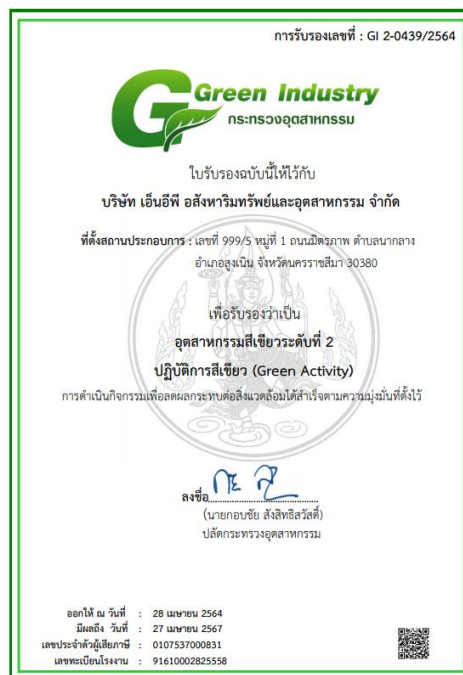 การรับรองเลขที่ : GI 2-0439/2564
Green Industry
กระทรวงอุตสาหกรรม
ใบรับรองฉบับนี้ให้ไว้กับ
บริษัท เอ็นอีพี อสังหาริมทรัพย์และอุตสาหกรรม จำกัด
ที่ตั้งสถานประกอบการ : เลขที่ 999/5 หมู่ที่ 1 ถนนมิตรภาพ ตำบลนากลาง
อำเภอสูงเนิน จังหวัดนครราชสีมา 30380
เพื่อรับรองว่าเป็น
อุตสาหกรรมสีเขียวระดับที่ 2
ปฏิบัติการสีเขียว (Green Activity)
การดำเนินกิจกรรมเพื่อลดผลกระทบต่อสิ่งแวดล้อมได้สำเร็จตามความมุ่งมั่นที่ตั้งไว้
ลงชื่อ
(นายกอบชัย สังสิทธิสวัสดิ์)
ปลัดกระทรวงอุตสาหกรรม
ออกให้ ณ วันที่ : 28 เมษายน 2564
มีผลถึง วันที่ : 27 เมษายน 2567
เลขประจำตัวผู้เสียภาษี : 0107537000831
เลขทะเบียนโรงงาน : 91610002825558